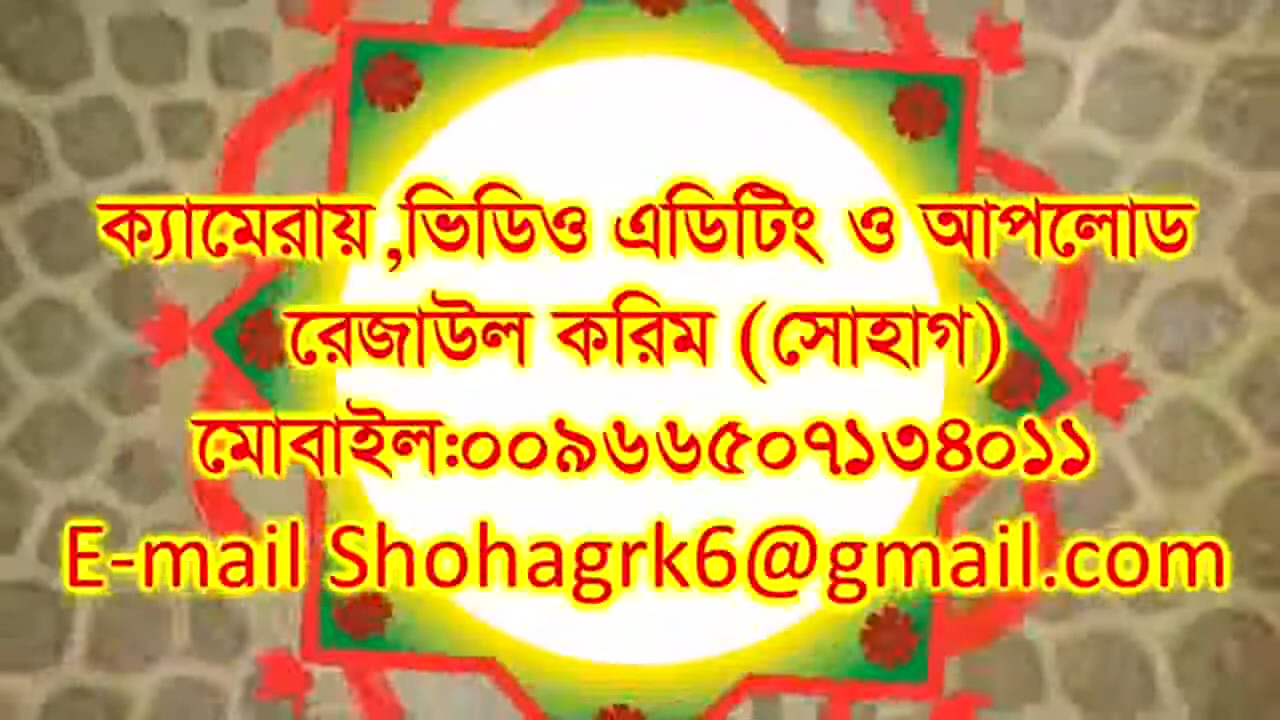 ক্যামেরায় ,ভিডিও এডিটিং ও আপলোড
রেজাউল করিম (সোহাগ)
মোবাইল:০০৯৬৬৫০৭১৩৪০১১
E-mail Shohagrk6@gmail.com